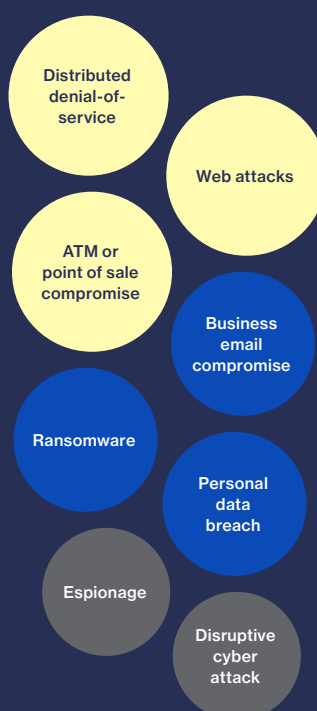 Distributed
denial-of-
service
Web attacks
ATM or
point of sale
compromise
Business
email
compromise
Ransomware
Personal
data
breach
Espionage
Disruptive
cyber
attack